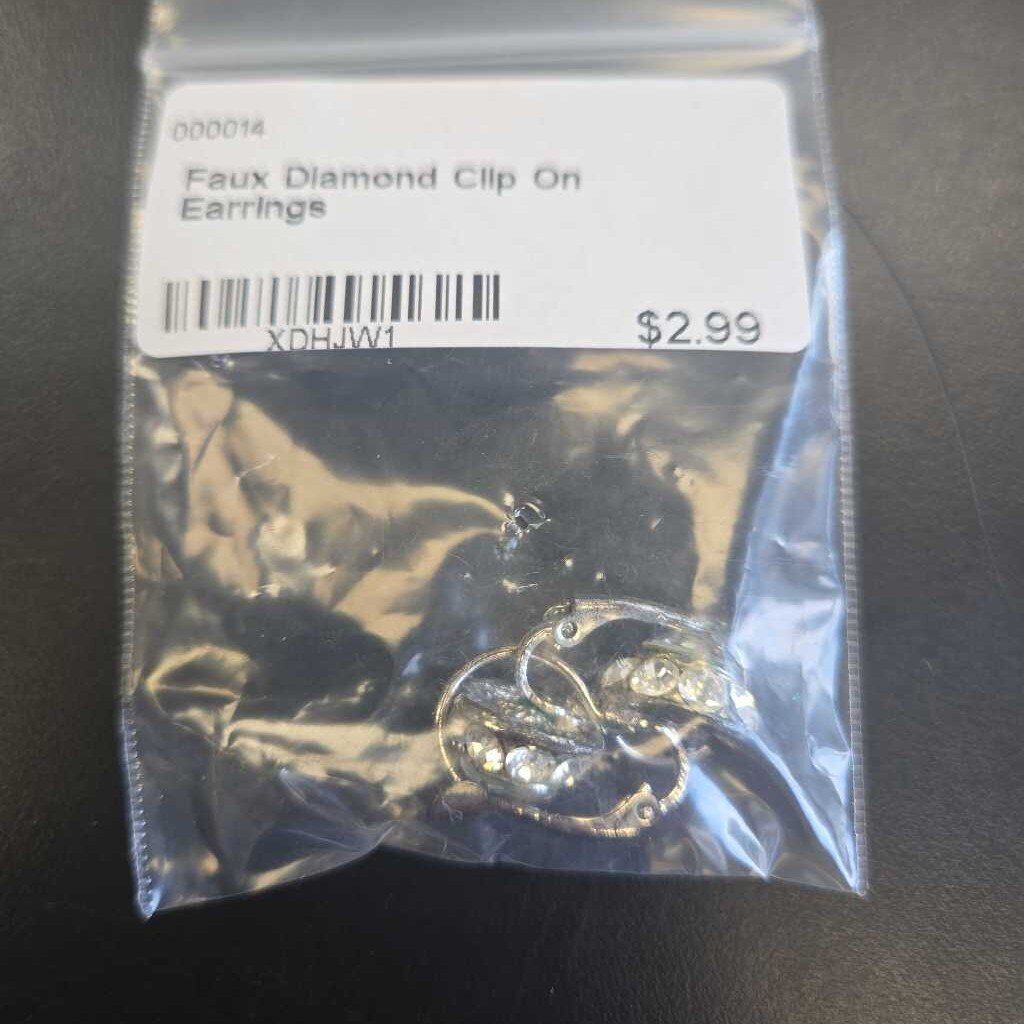 000014
Faux Diamond Clip On
Earrings
XDHJW1
$2.99